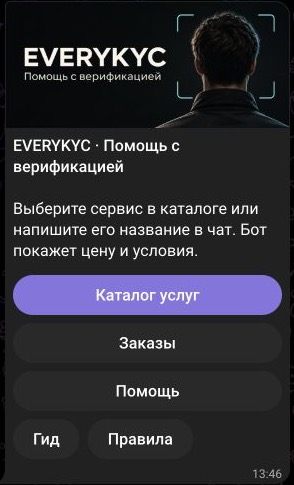 EVERYKYC
Помощь с верификацией
EVERYKYC · Помощь с
верификацией
Выберите сервис в каталоге или
напишите его название в чат. Бот
покажет цену и условия.
Каталог услуг
Заказы
Помощь
Гид
Правила
13:46